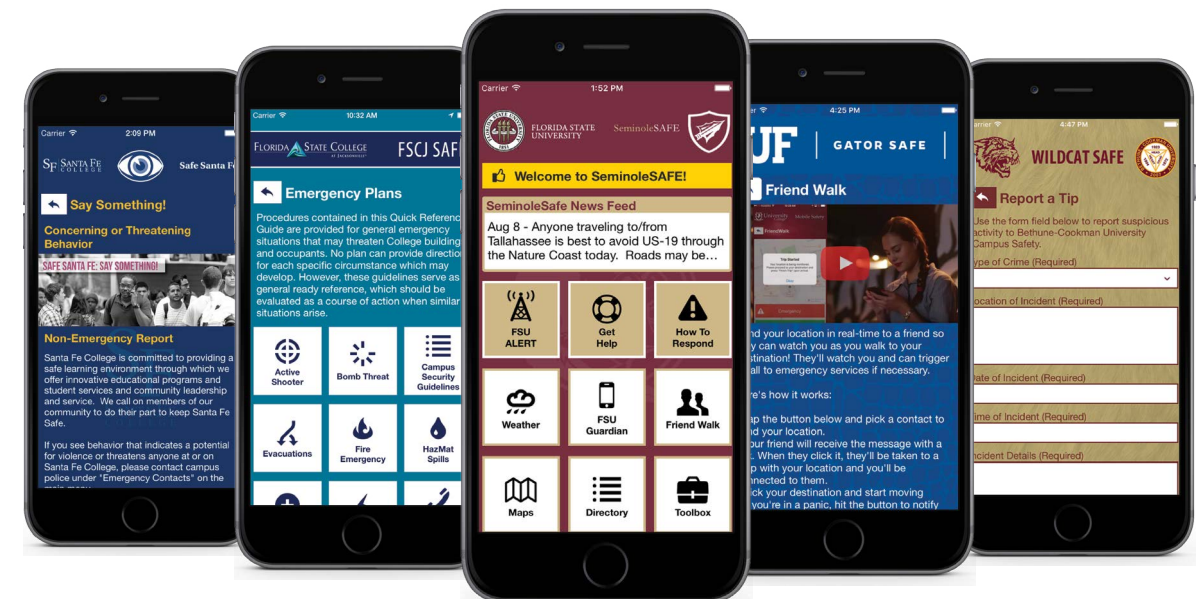 Carrier
2:09 PM
SF SANTA FE
COLLEGE
Safe Santa Fe
Say Something!
Concerning or Threatening
Behavior
SAFE SANTA FE: SAY SOMETHING!
Non-Emergency Report
Santa Fe College is committed to providing a
safe learning environment through which we
offer innovative educational programs and
student services and community leadership
and service. We call on members of our
community to do their part to keep Santa Fe
Safe.
If you see behavior that indicates a potential
for violence or threatens anyone at or on
Santa Fe College, please contact campus
police under "Emergency Contacts" on the
main menu
Carrier
10:32 AM
FLORIDA STATE COLLEGE
AT JACKSONVILLE
FSCJ SAF
Emergency Plans
Procedures contained in this Quick Referenc
Guide are provided for general emergency
situations that may threaten College building
and occupants. No plan can provide directio
for each specific circumstance which may
develop. However, these guidelines serve as
general ready reference, which should be
evaluated as a course of action when similar
situations arise.
Active
Shooter
Bomb Threat
Campus
Security
Guidelines
Evacuations
Fire
Emergency
HazMat
Spills
Carrier
1:52 PM
FLORIDA STATE
UNIVERSITY
SeminoleSAFE
Welcome to SeminoleSAFE!
SeminoleSafe News Feed
Aug 8 - Anyone traveling to/from
Tallahassee is best to avoid US-19 through
the Nature Coast today. Roads may be...
FSU
ALERT
Get
Help
How To
Respond
Weather
FSU
Guardian
Friend Walk
Maps
Directory
Toolbox
er
4:25 PM
UF
GATOR SAFE
Friend Walk
Trip Started
nd your location in real-time to a friend so
y can watch you as you walk to your
stination! They'll watch you and can trigger
all to emergency services if necessary.
re's how it works:
ap the button below and pick a contact to
nd your location.
our friend will receive the message with a
. When they click it, they'll be taken to a
p with your location and you'll be
nnected to them.
ick your destination and start moving
you're in a panic, hit the button to notify
arrier
4:47 PM
WILDCAT SAFE
Report a Tip
Use the form field below to report suspicious
activity to Bethune-Cookman University
Campus Safety.
Type of Crime (Required)
Location of Incident (Required)
Date of Incident (Required)
Time of Incident (Required)
Incident Details (Required)